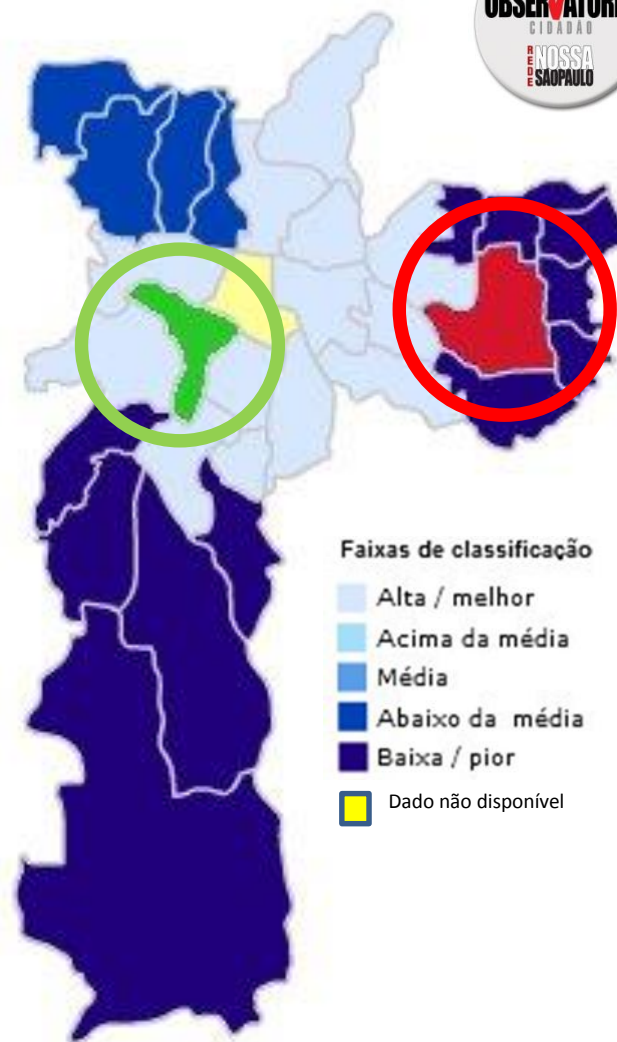 CIDADÃO
REDE
NOSSA
SÃOPAULO
Faixas de classificação
Alta / melhor
Acima da média
Média
Abaixo da média
Baixa / pior
Dado não disponível